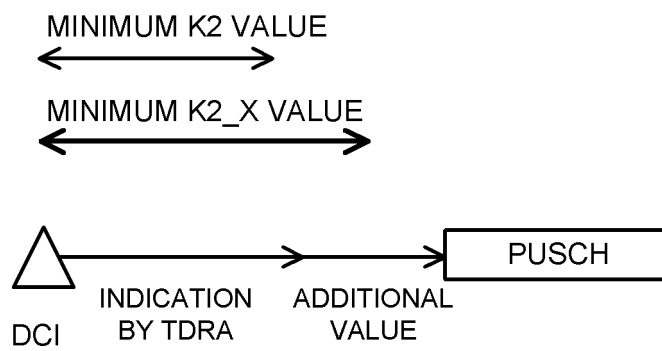 MINIMUM K2 VALUE
MINIMUM K2_X VALUE
PUSCH
INDICATION
BY TDRA
ADDITIONAL
VALUE
DCI